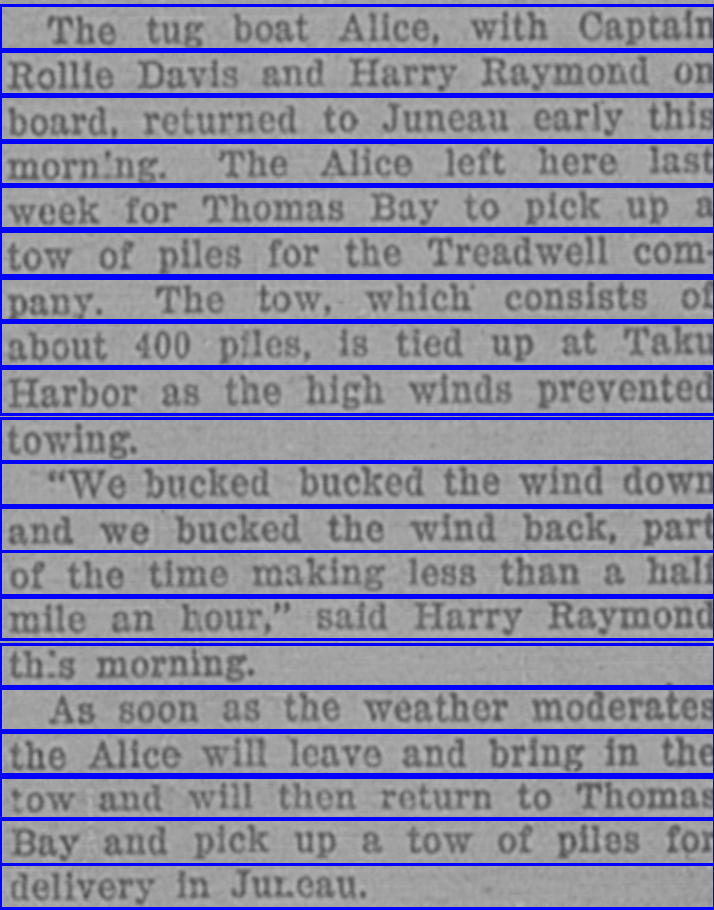 The tug boat Alice, with Captain
Rollie Davis and Harry Raymond on
board, returned to Juneau early this
morning. The Alice left here last
week for Thomas Bay to pick up a
tow of piles for the Treadwell com-
pany. The tow, which consists of
about 400 piles, is tied up at Taku
Harbor as the high winds prevented
towing.
"We bucked bucked the wind down
and we bucked the wind back, part
of the time making less than a half
mile an hour," said Harry Raymond
this morning.
As soon as the weather moderates
the Alice will leave and bring in the
tow and will then return to Thomas
Bay and pick up a tow of piles for
delivery in Juneau.